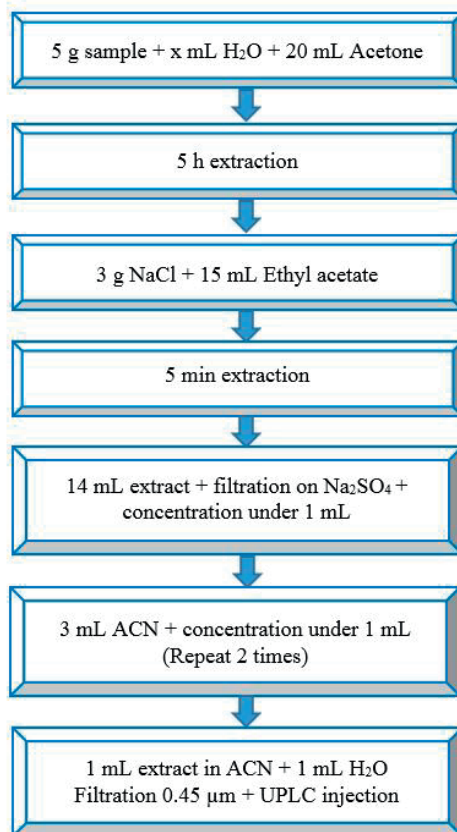 5 g sample + x mL H₂O + 20 mL Acetone
5 h extraction
3 g NaCl + 15 mL Ethyl acetate
5 min extraction
14 mL extract + filtration on Na₂SO₄ +
concentration under 1 mL
3 mL ACN + concentration under 1 mL
(Repeat 2 times)
1 mL extract in ACN + 1 mL H₂O
Filtration 0.45 µm + UPLC injection